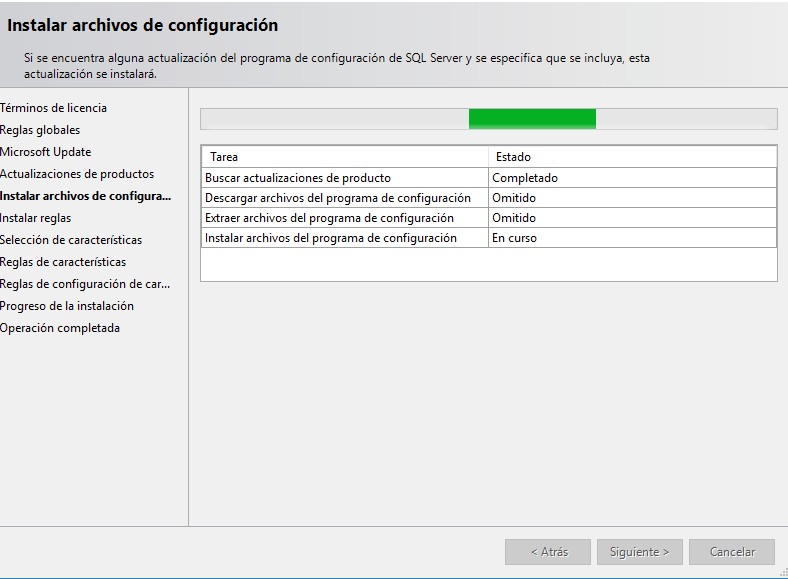 Instalar archivos de configuración
Si se encuentra alguna actualización del programa de configuración de SQL Server y se especifica que se incluya, esta
actualización se instalará.
Términos de licencia
Reglas globales
Microsoft Update
Actualizaciones de productos
Instalar archivos de configura...
Instalar reglas
Selección de características
Reglas de características
Reglas de configuración de car...
Progreso de la instalación
Operación completada
Tarea Estado
Buscar actualizaciones de producto Completado
Descargar archivos del programa de configuración Omitido
Extraer archivos del programa de configuración Omitido
Instalar archivos del programa de configuración En curso
< Atrás Siguiente > Cancelar